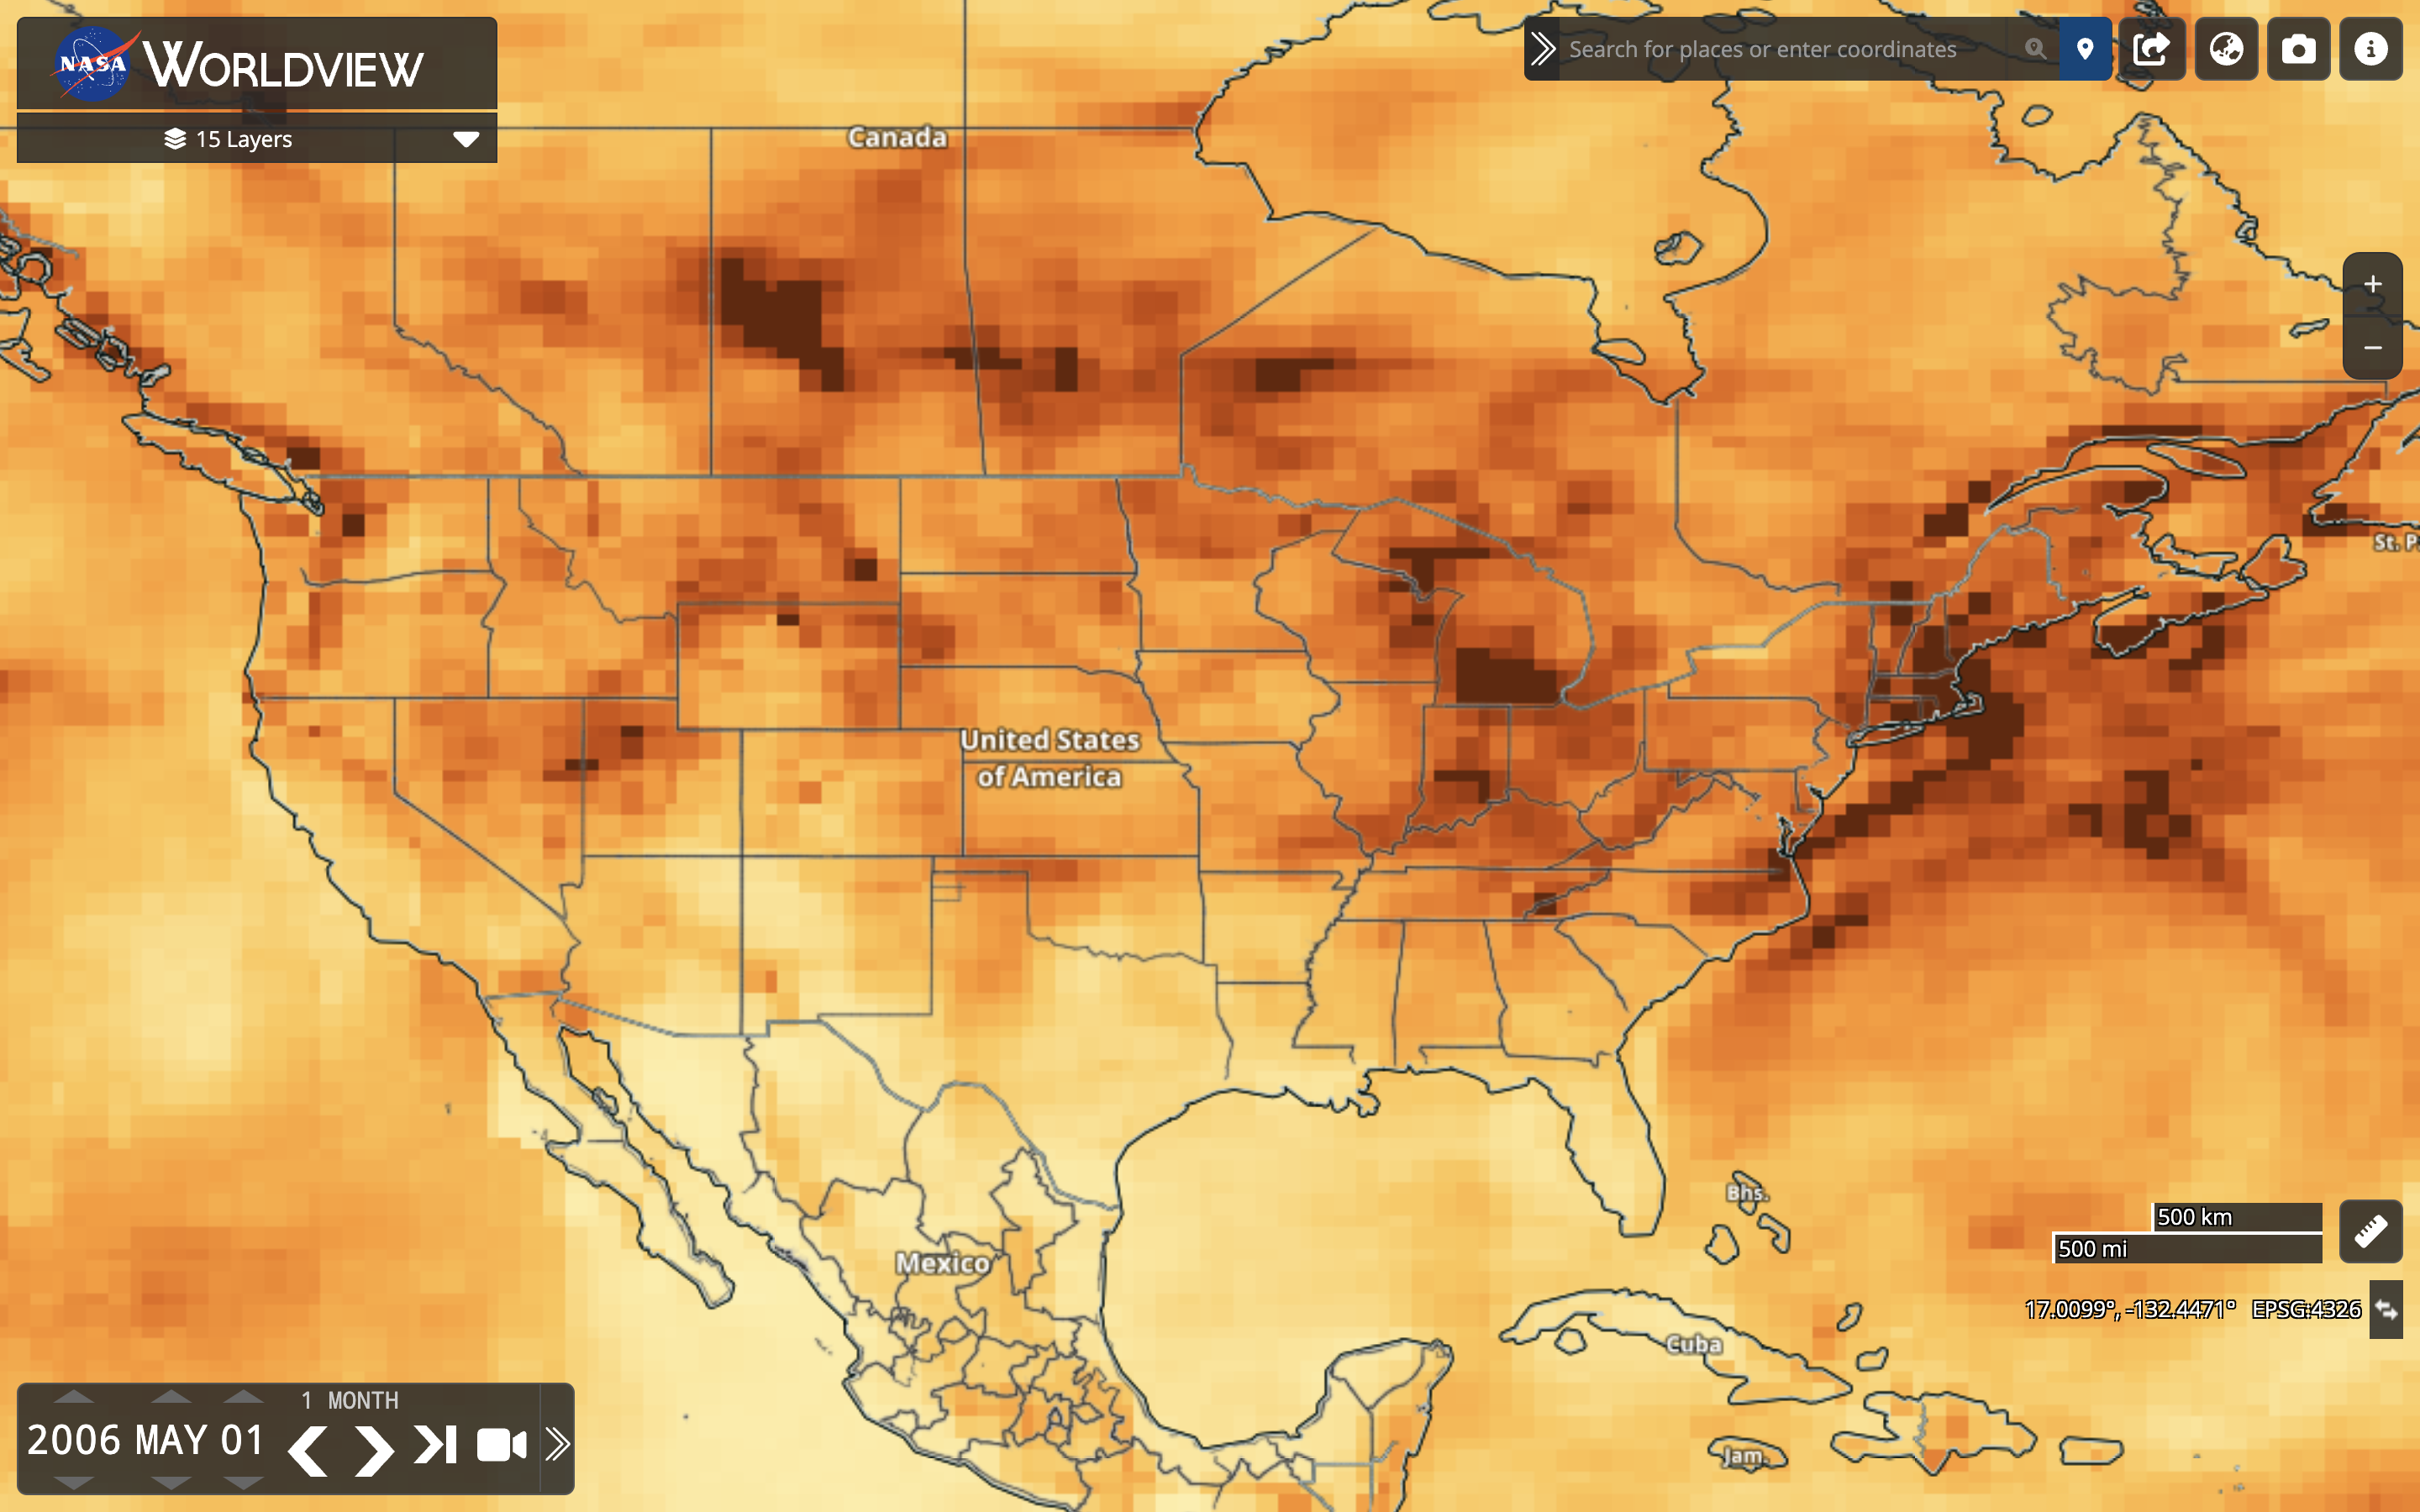 NASA WORLDVIEW
15 Layers
Search for places or enter coordinates
Canada
St. P
United States
of America
Bhs.
500 km
500 mi
Mexico
17.0099°, -132.4471° EPSG:4326
Cuba
Jam.
1 MONTH
2006 MAY 01